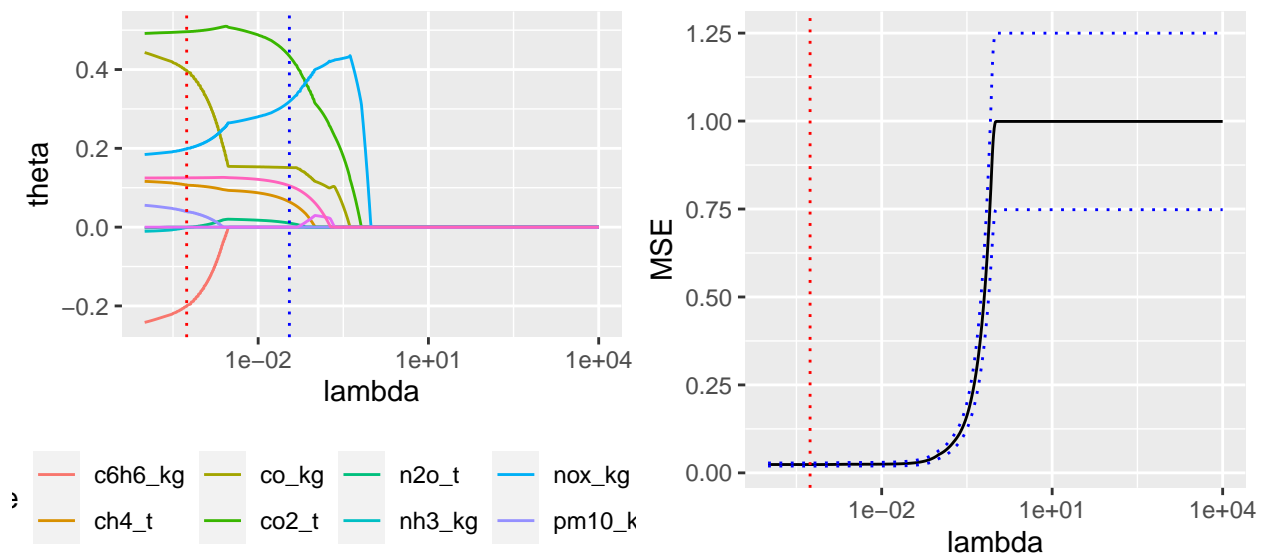 theta
0.4
0.2
0.0
−0.2
1e−02 1e+01 1e+04
lambda
c6h6_kg co_kg n2o_t nox_kg
ch4_t co2_t nh3_kg pm10_k
MSE
1.25
1.00
0.75
0.50
0.25
0.00
1e−02 1e+01 1e+04
lambda